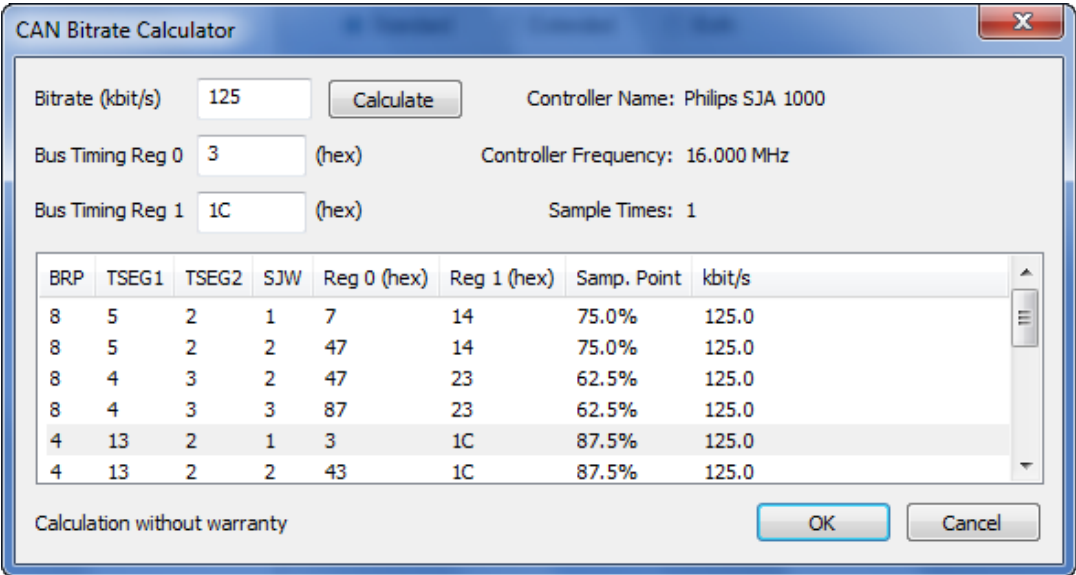 CAN Bitrate Calculator
Bitrate (kbit/s) 125 Calculate Controller Name: Philips SJA 1000
Bus Timing Reg 0 3 (hex) Controller Frequency: 16.000 MHz
Bus Timing Reg 1 1C (hex) Sample Times: 1
BRP TSEG1 TSEG2 SJW Reg 0 (hex) Reg 1 (hex) Samp. Point kbit/s
8 5 2 1 7 14 75.0% 125.0
8 5 2 2 47 14 75.0% 125.0
8 4 3 2 47 23 62.5% 125.0
8 4 3 3 87 23 62.5% 125.0
4 13 2 1 3 1C 87.5% 125.0
4 13 2 2 43 1C 87.5% 125.0
Calculation without warranty OK Cancel